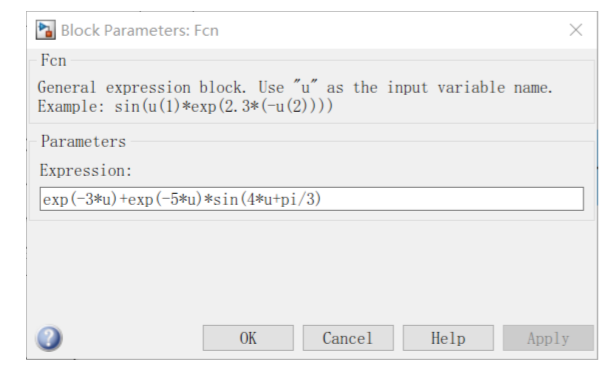 Block Parameters: Fcn
Fcn
General expression block. Use "u" as the input variable name.
Example: sin(u(1)*exp(2.3*(-u(2))))
Parameters
Expression:
exp(-3*u)+exp(-5*u)*sin(4*u+pi/3)
? OK Cancel Help Apply